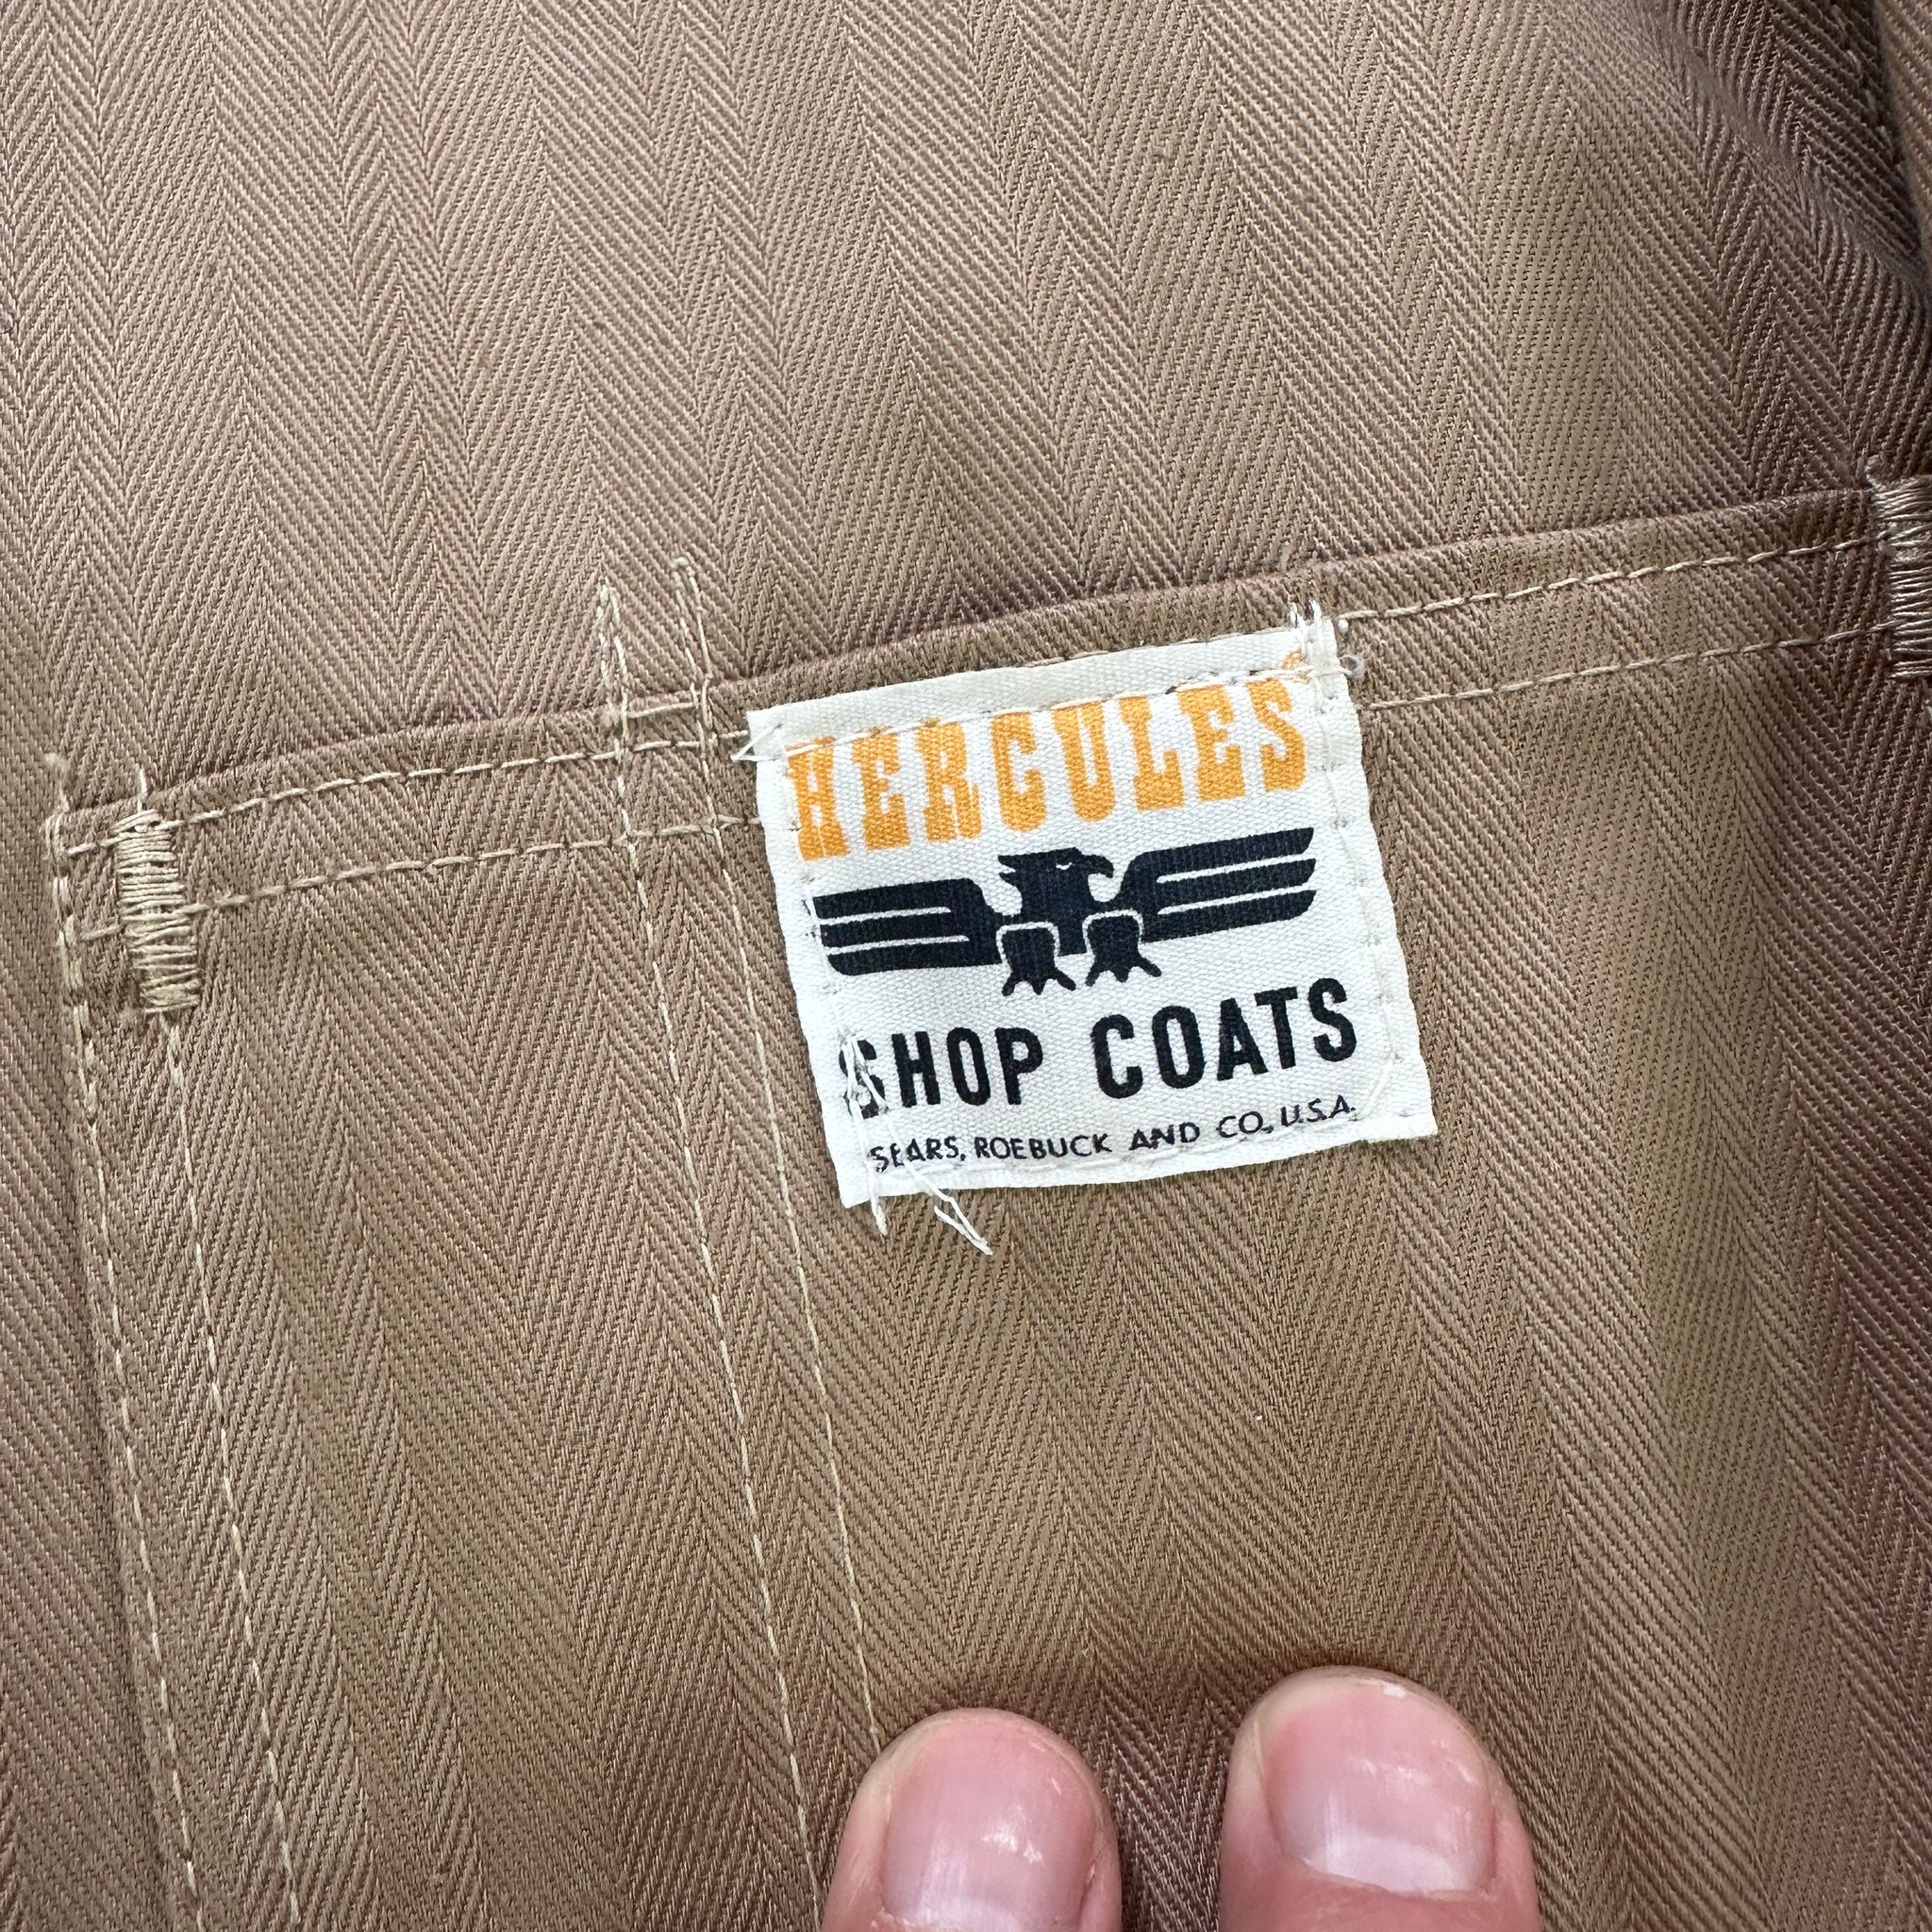 HERCULES
SHOP COATS
SEARS, ROEBUCK AND CO., U.S.A.